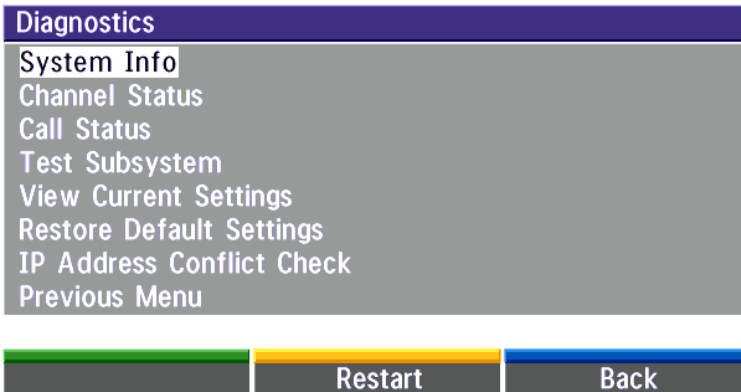 Diagnostics
System Info
Channel Status
Call Status
Test Subsystem
View Current Settings
Restore Default Settings
IP Address Conflict Check
Previous Menu
Restart Back